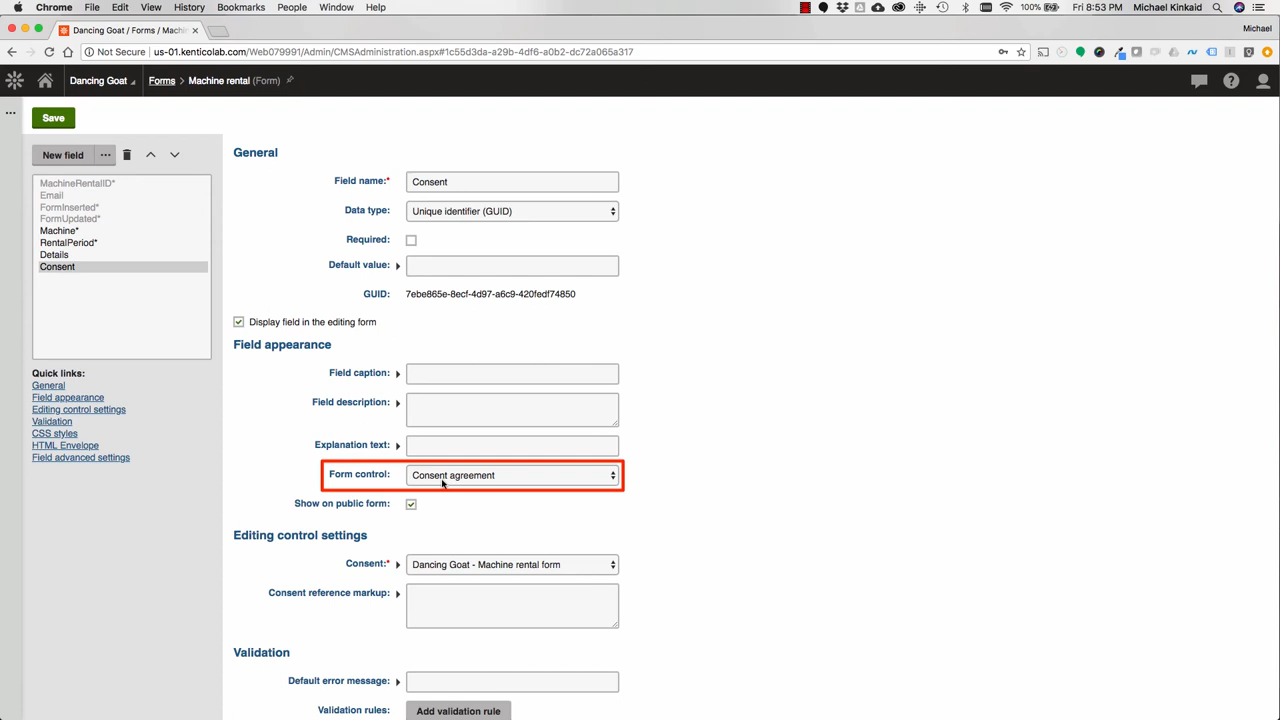 Chrome File Edit View History Bookmarks People Window Help 100% Fri 8:53 PM Michael Kinkaid
Dancing Goat / Forms / Machin Michael
Not Secure us-01.kenticolab.com/Web079991/Admin/CMSAdministration.aspx#1c55d3da-a29b-4df6-a0b2-dc72a065a317
Dancing Goat Forms > Machine rental (Form)
Save
New field ...
MachineRentalID*
Email
FormInserted*
FormUpdated*
Machine*
RentalPeriod*
Details
Consent
Quick links:
General
Field appearance
Editing control settings
Validation
CSS styles
HTML Envelope
Field advanced settings
General
Field name:* Consent
Data type: Unique identifier (GUID)
Required:
Default value:
GUID: 7ebe865e-8ecf-4d97-a6c9-420fedf74850
Display field in the editing form
Field appearance
Field caption:
Field description:
Explanation text:
Form control: Consent agreement
Show on public form:
Editing control settings
Consent:* Dancing Goat - Machine rental form
Consent reference markup:
Validation
Default error message:
Validation rules: Add validation rule